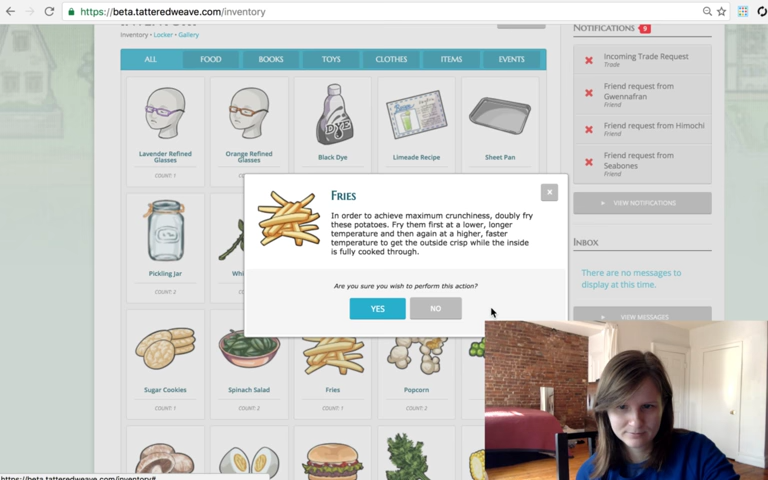 https://beta.tatteredweave.com/inventory
Inventory • Locker • Gallery
ALL FOOD BOOKS TOYS CLOTHES ITEMS EVENTS
Lavender Refined Glasses
COUNT: 1
Orange Refined Glasses
DYE
Black Dye
Limeade Recipe
Sheet Pan
NOTIFICATIONS 9
Incoming Trade Request
Trade
Friend request from
Gwennafran
Friend
Friend request from Himochi
Friend
Friend request from
Seabones
Friend
VIEW NOTIFICATIONS
INBOX
There are no messages to
display at this time.
VIEW MESSAGES
FRIES
In order to achieve maximum crunchiness, doubly fry
these potatoes. Fry them first at a lower, longer
temperature and then again at a higher, faster
temperature to get the outside crisp while the inside
is fully cooked through.
Are you sure you wish to perform this action?
YES NO
Pickling Jar
COUNT: 2
Sugar Cookies
COUNT: 1
Spinach Salad
COUNT: 2
Fries
COUNT: 1
Popcorn
COUNT: 2
https://beta.tatteredweave.com/inventory#